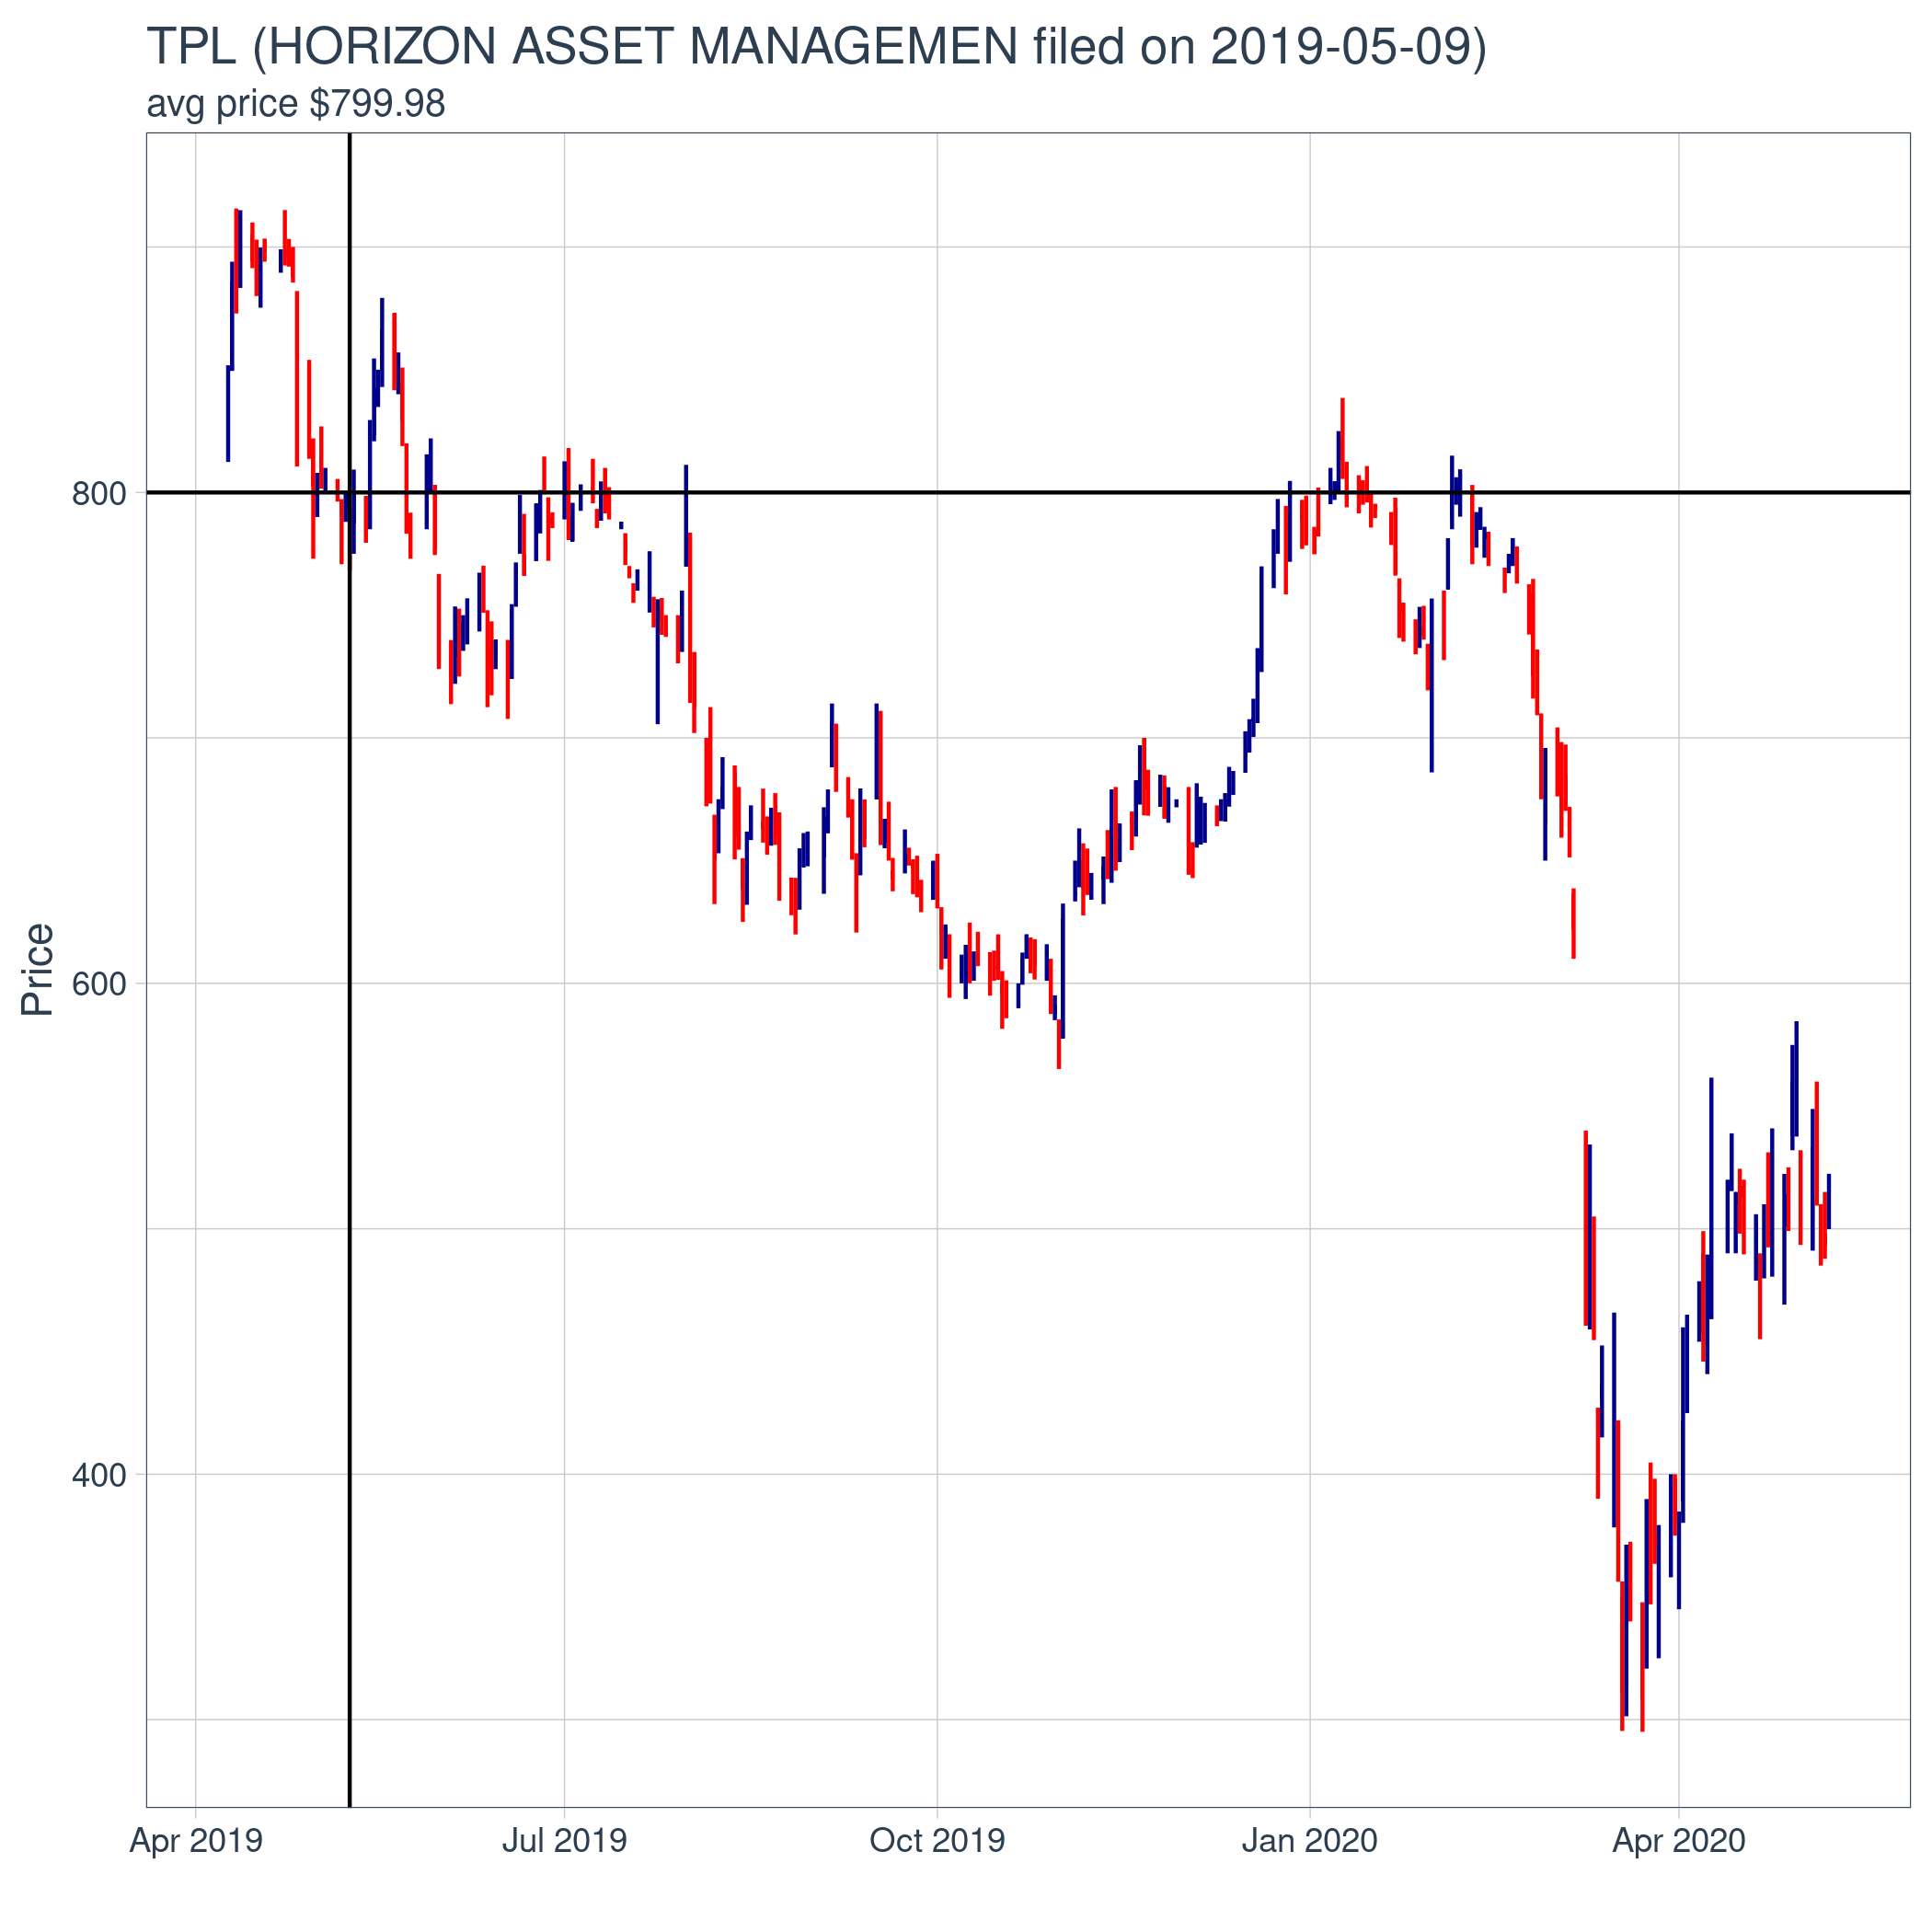 TPL (HORIZON ASSET MANAGEMEN filed on 2019-05-09)
avg price $799.98
800
600
400
Price
Apr 2019
Jul 2019
Oct 2019
Jan 2020
Apr 2020